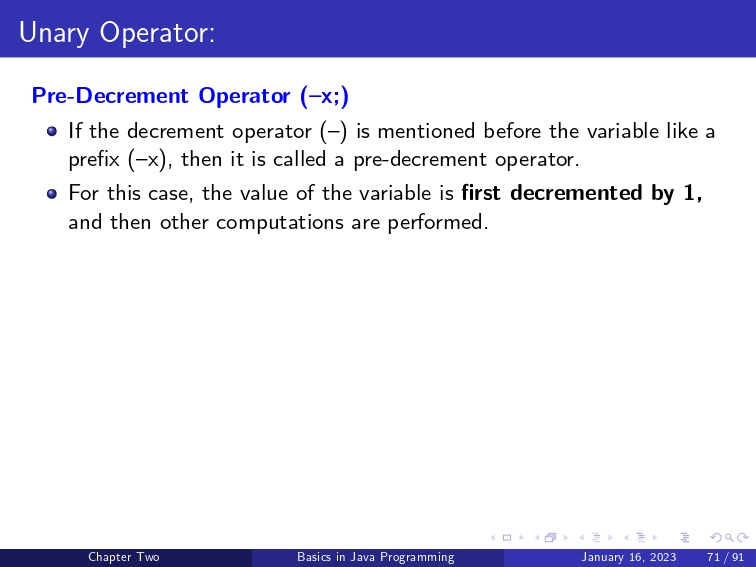 Unary Operator:
Pre-Decrement Operator (–x;)
If the decrement operator (–) is mentioned before the variable like a
prefix (–x), then it is called a pre-decrement operator.
For this case, the value of the variable is first decremented by 1,
and then other computations are performed.
Chapter Two Basics in Java Programming January 16, 2023 71 / 91